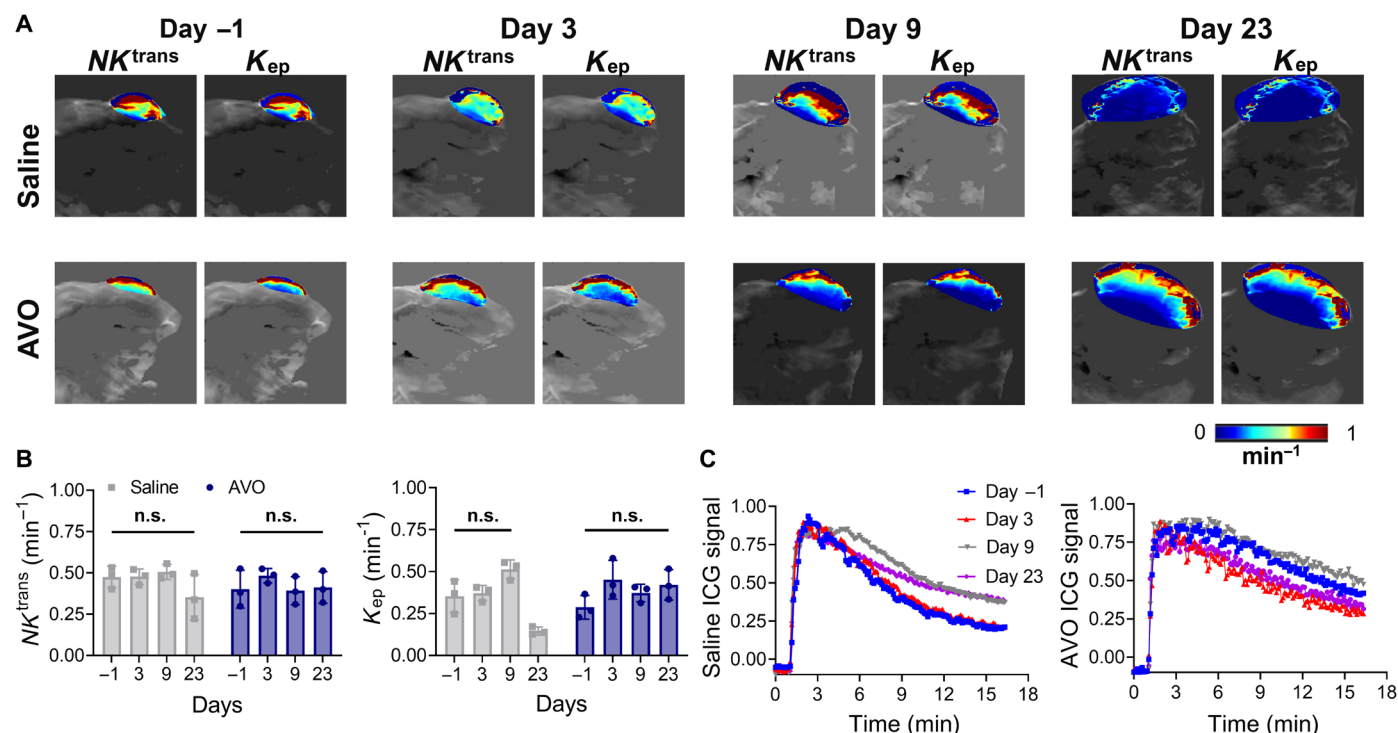 A
Day –1
Day 3
Day 9
Day 23
NKtrans
Kep
NKtrans
Kep
NKtrans
Kep
NKtrans
Kep
Saline
AVO
0
1
min–1
B
Saline
AVO
NKtrans (min–1)
1.00
0.75
0.50
0.25
0.00
n.s.
n.s.
–1 3 9 23 –1 3 9 23
Days
Kep (min-1)
1.00
0.75
0.50
0.25
0.00
n.s.
n.s.
–1 3 9 23 –1 3 9 23
Days
C
Saline ICG signal
1.00
0.75
0.50
0.25
0.00
Day –1
Day 3
Day 9
Day 23
0 3 6 9 12 15 18
Time (min)
AVO ICG signal
1.00
0.75
0.50
0.25
0.00
0 3 6 9 12 15 18
Time (min)